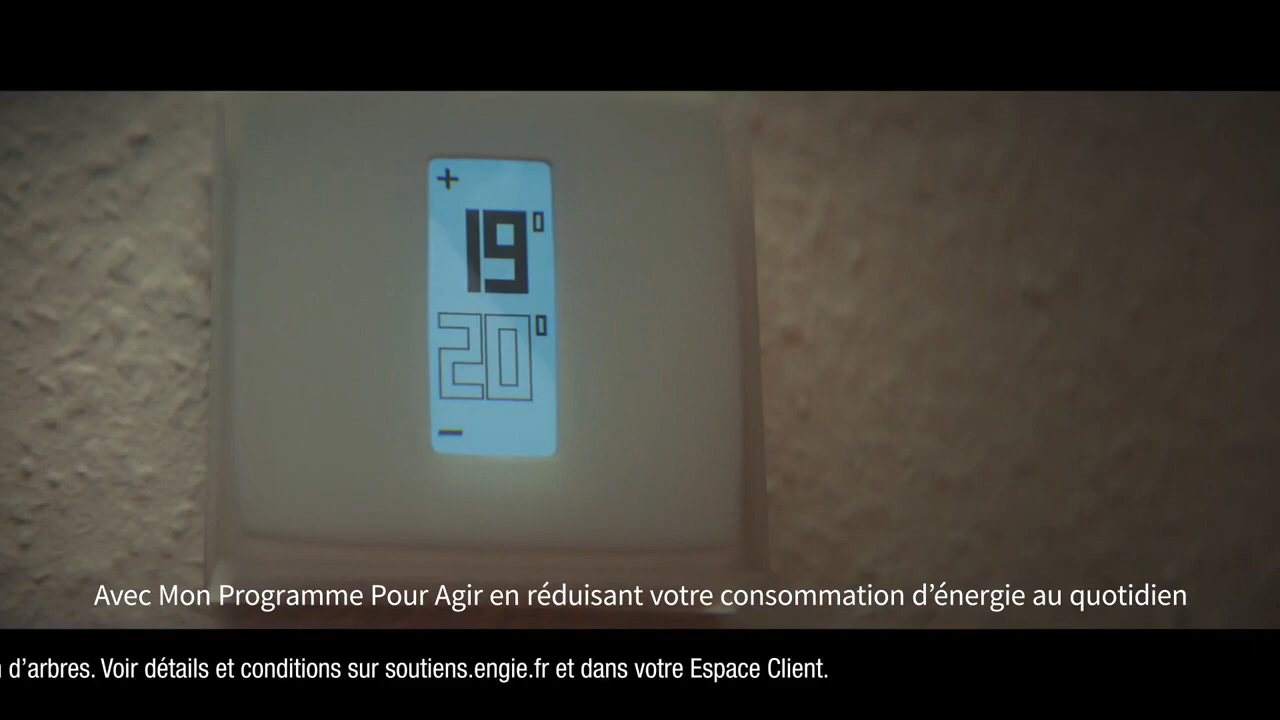 +
19°
20°
–
Avec Mon Programme Pour Agir en réduisant votre consommation d’énergie au quotidien
d’arbres. Voir détails et conditions sur soutiens.engie.fr et dans votre Espace Client.